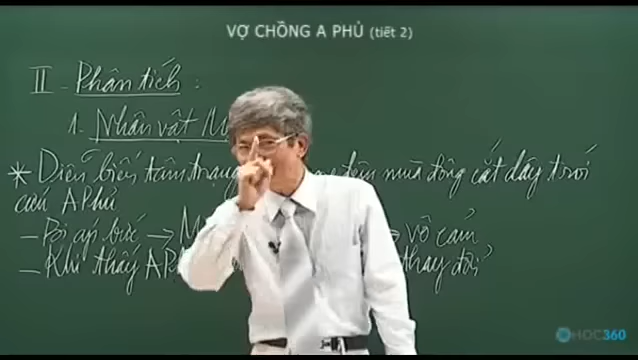 VỢ CHỒNG A PHỦ (tiết 2)
II - Phân tích :
1. Nhân vật
* Diễn biến tâm trạng đêm mùa đông cắt dây trói
cứu A Phủ
- Bị áp bức → → vô cảm
- Khi thấy A Ph thay đổi
HOC360